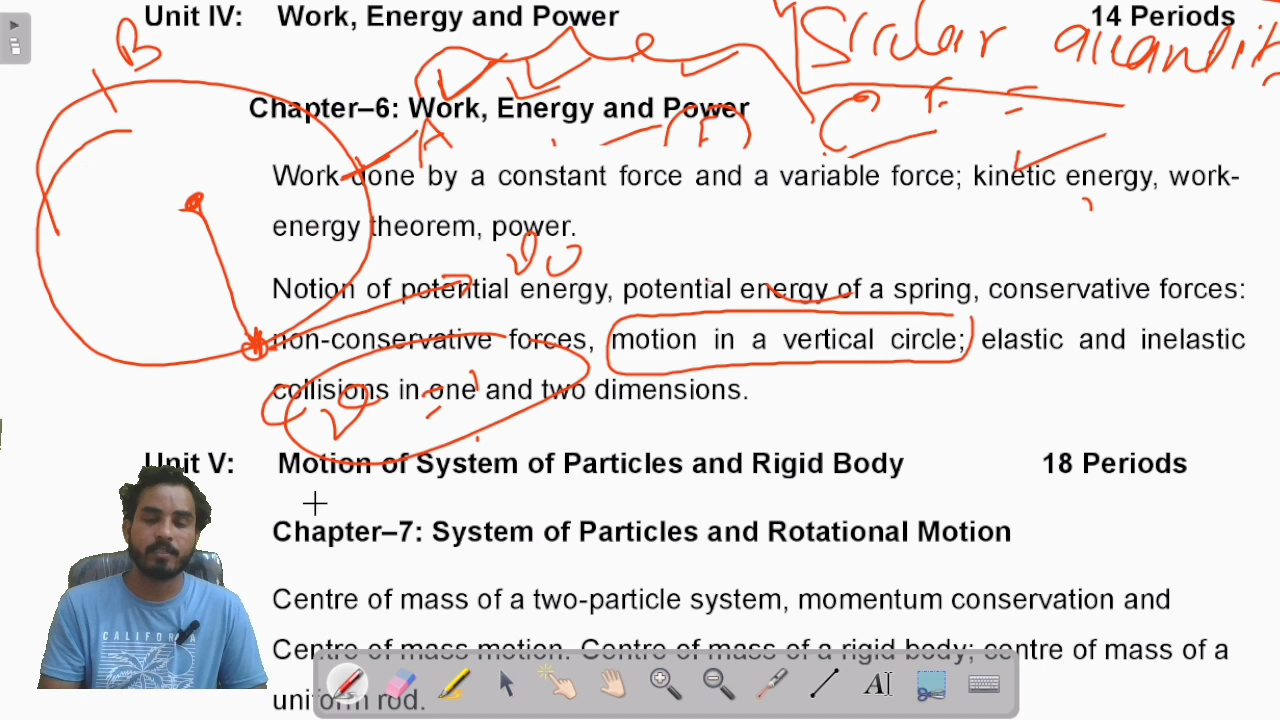 Unit IV: Work, Energy and Power 14 Periods
Scalar quantit
B
Chapter–6: Work, Energy and Power
A
Work done by a constant force and a variable force; kinetic energy, work-
energy theorem, power.
Notion of potential energy, potential energy of a spring, conservative forces:
non-conservative forces, motion in a vertical circle; elastic and inelastic
collisions in one and two dimensions.
Unit V: Motion of System of Particles and Rigid Body 18 Periods
Chapter–7: System of Particles and Rotational Motion
Centre of mass of a two-particle system, momentum conservation and
Centre of mass motion. Centre of mass of a rigid body; centre of mass of a
uniform rod.
CALIFORNIA
AI